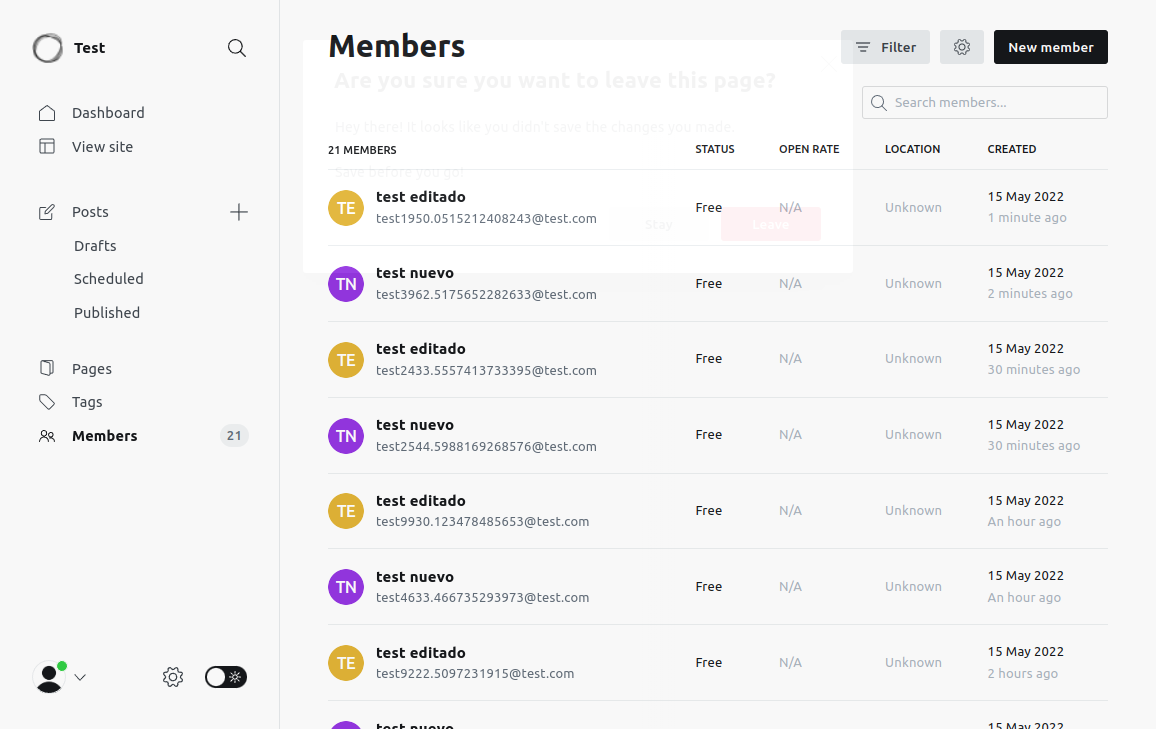 Test
Dashboard
View site
Posts
Drafts
Scheduled
Published
Pages
Tags
Members 21
Members
Filter
New member
Are you sure you want to leave this page?
Search members...
Hey there! It looks like you didn't save the changes you made.
Save before you go!
Stay
Leave
21 MEMBERS STATUS OPEN RATE LOCATION CREATED
TE test editado Free N/A Unknown 15 May 2022
test1950.0515212408243@test.com 1 minute ago
TN test nuevo Free N/A Unknown 15 May 2022
test3962.5175652282633@test.com 2 minutes ago
TE test editado Free N/A Unknown 15 May 2022
test2433.5557413733395@test.com 30 minutes ago
TN test nuevo Free N/A Unknown 15 May 2022
test2544.5988169268576@test.com 30 minutes ago
TE test editado Free N/A Unknown 15 May 2022
test9930.123478485653@test.com An hour ago
TN test nuevo Free N/A Unknown 15 May 2022
test4633.466735293973@test.com An hour ago
TE test editado Free N/A Unknown 15 May 2022
test9222.5097231915@test.com 2 hours ago
test nuevo 15 May 2022